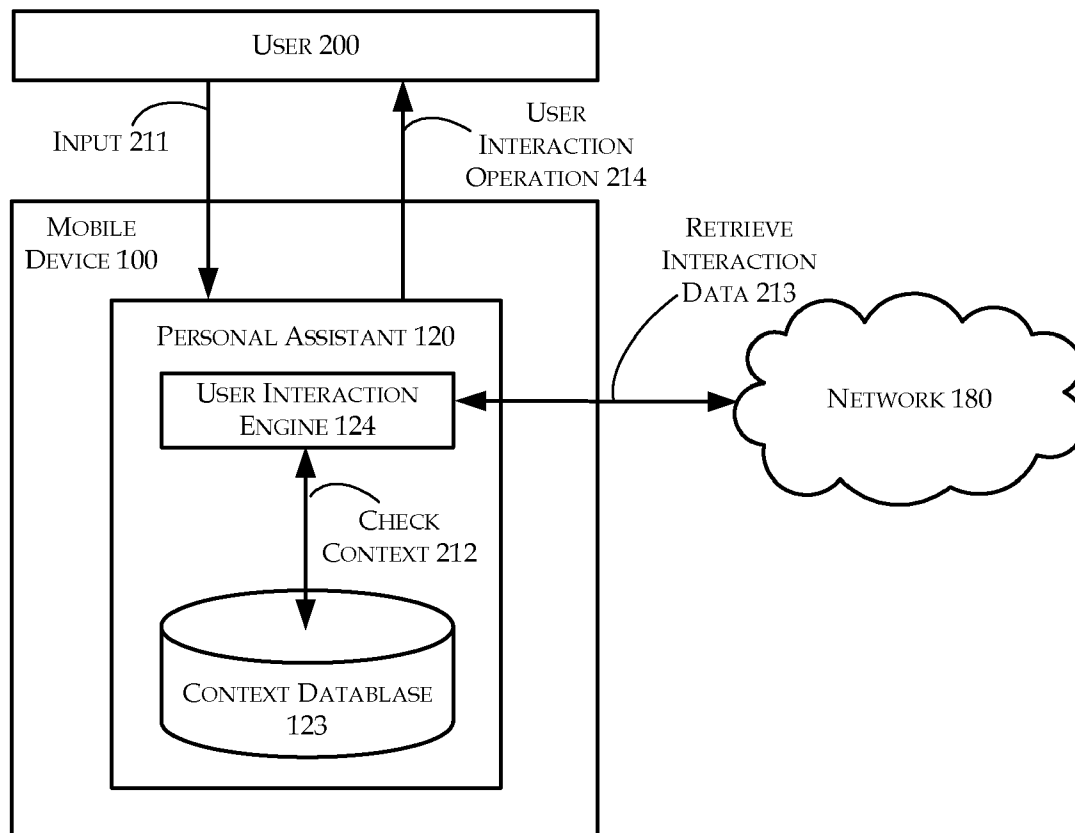 USER 200
INPUT 211
USER
INTERACTION
OPERATION 214
MOBILE
DEVICE 100
RETRIEVE
INTERACTION
DATA 213
PERSONAL ASSISTANT 120
USER INTERACTION
ENGINE 124
NETWORK 180
CHECK
CONTEXT 212
CONTEXT DATABLASE
123